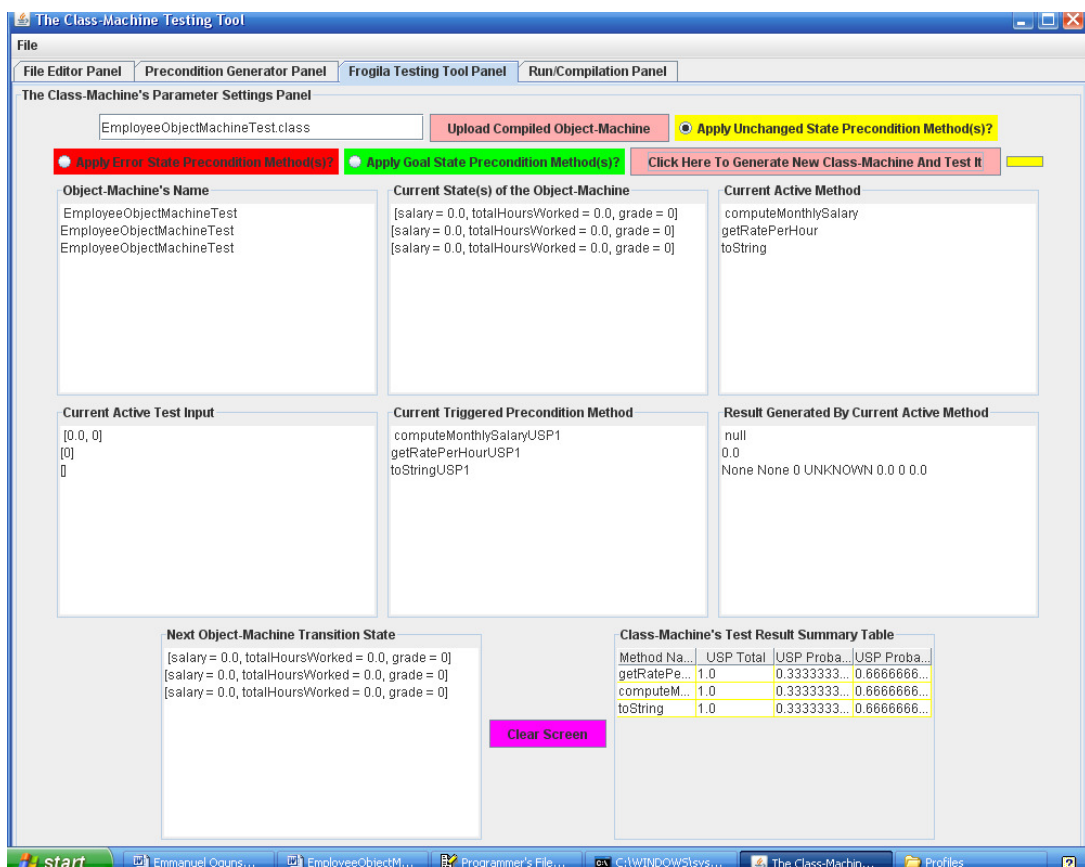 The Class-Machine Testing Tool
File
File Editor Panel Precondition Generator Panel Frogila Testing Tool Panel Run/Compilation Panel
The Class-Machine's Parameter Settings Panel
EmployeeObjectMachineTest.class Upload Compiled Object-Machine Apply Unchanged State Precondition Method(s)?
Apply Error State Precondition Method(s)? Apply Goal State Precondition Method(s)? Click Here To Generate New Class-Machine And Test It
Object-Machine's Name
EmployeeObjectMachineTest
EmployeeObjectMachineTest
EmployeeObjectMachineTest
Current State(s) of the Object-Machine
[salary = 0.0, totalHoursWorked = 0.0, grade = 0]
[salary = 0.0, totalHoursWorked = 0.0, grade = 0]
[salary = 0.0, totalHoursWorked = 0.0, grade = 0]
Current Active Method
computeMonthlySalary
getRatePerHour
toString
Current Active Test Input
[0.0, 0]
[0]
[]
Current Triggered Precondition Method
computeMonthlySalaryUSP1
getRatePerHourUSP1
toStringUSP1
Result Generated By Current Active Method
null
0.0
None None 0 UNKNOWN 0.0 0 0.0
Next Object-Machine Transition State
[salary = 0.0, totalHoursWorked = 0.0, grade = 0]
[salary = 0.0, totalHoursWorked = 0.0, grade = 0]
[salary = 0.0, totalHoursWorked = 0.0, grade = 0]
Clear Screen
Class-Machine's Test Result Summary Table
Method Na... USP Total USP Proba... USP Proba...
getRatePe... 1.0 0.3333333... 0.6666666...
computeM... 1.0 0.3333333... 0.6666666...
toString 1.0 0.3333333... 0.6666666...
start Emmanuel Oguns... EmployeeObjectM... Programmer's File... C:\WINDOWS\sys... The Class-Machin... Profiles ?